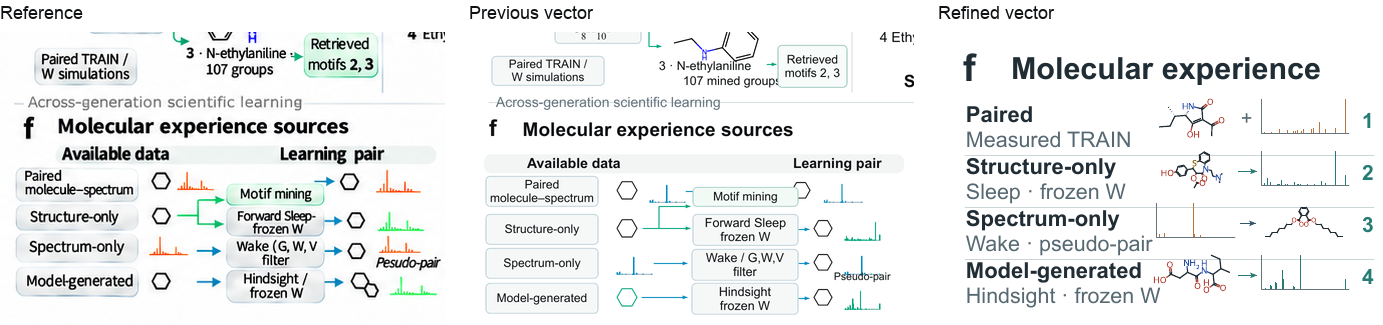 Reference
Previous vector
Refined vector
H
3 · N-ethylaniline
107 groups
Paired TRAIN /
W simulations
Retrieved
motifs 2, 3
4 Ethy
Across-generation scientific learning
f Molecular experience sources
Available data
Learning pair
Paired
molecule–spectrum
Motif mining
Structure-only
Forward Sleep-
frozen W
Spectrum-only
Wake (G, W, V
filter
Pesudo-pair
Model-generated
Hindsight /
frozen W
8 10
N
H
3 · N-ethylaniline
107 mined groups
Paired TRAIN /
W simulations
Retrieved
motifs 2, 3
4 Ethy
S
Across-generation scientific learning
f Molecular experience sources
Available data
Learning pair
Paired
molecule–spectrum
Motif mining
Structure-only
Forward Sleep
frozen W
Spectrum-only
Wake / G,W,V
filter
Pseudo-pair
Model-generated
Hindsight
frozen W
f Molecular experience
Paired
Measured TRAIN
HN O
OH O
+
1
Structure-only
Sleep · frozen W
HO
2
Spectrum-only
Wake · pseudo-pair
3
Model-generated
Hindsight · frozen W
4